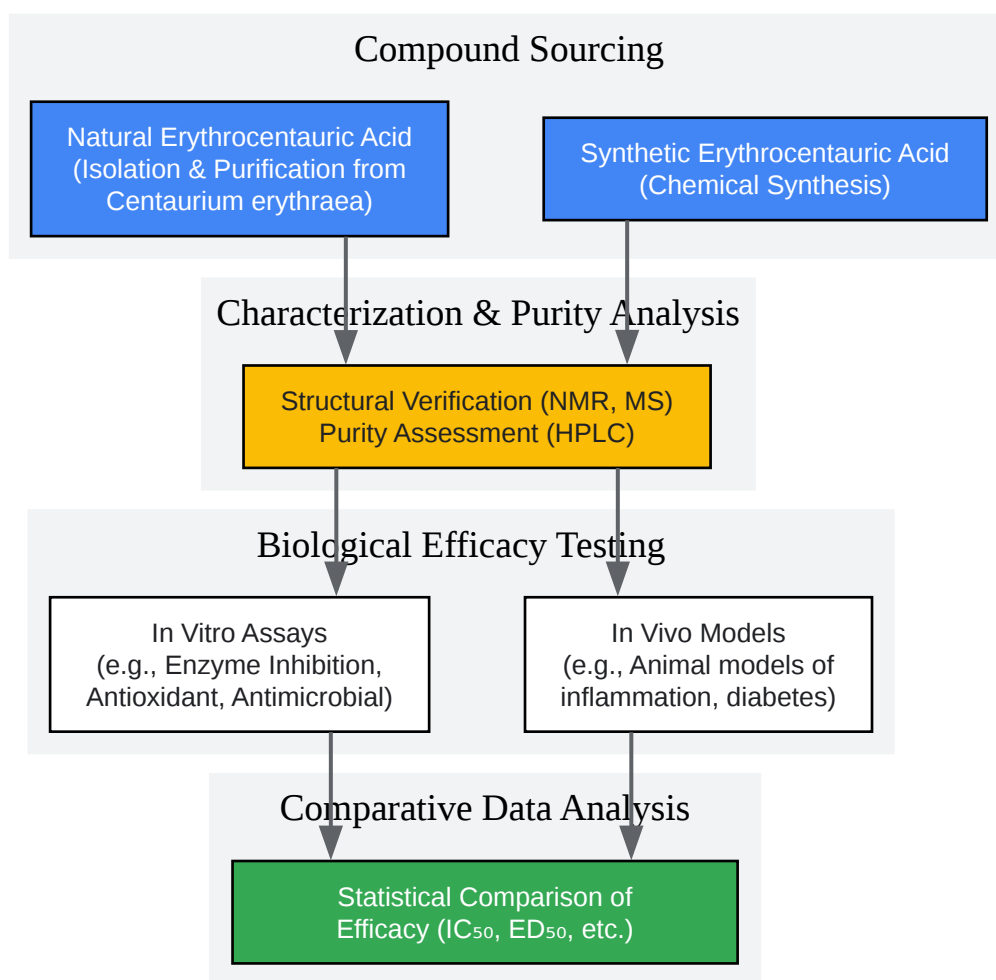 Compound Sourcing
Natural Erythrocentauric Acid
(Isolation & Purification from
Centaurium erythraea)
Synthetic Erythrocentauric Acid
(Chemical Synthesis)
Characterization & Purity Analysis
Structural Verification (NMR, MS)
Purity Assessment (HPLC)
Biological Efficacy Testing
In Vitro Assays
(e.g., Enzyme Inhibition,
Antioxidant, Antimicrobial)
In Vivo Models
(e.g., Animal models of
inflammation, diabetes)
Comparative Data Analysis
Statistical Comparison of
Efficacy (IC₅₀, ED₅₀, etc.)